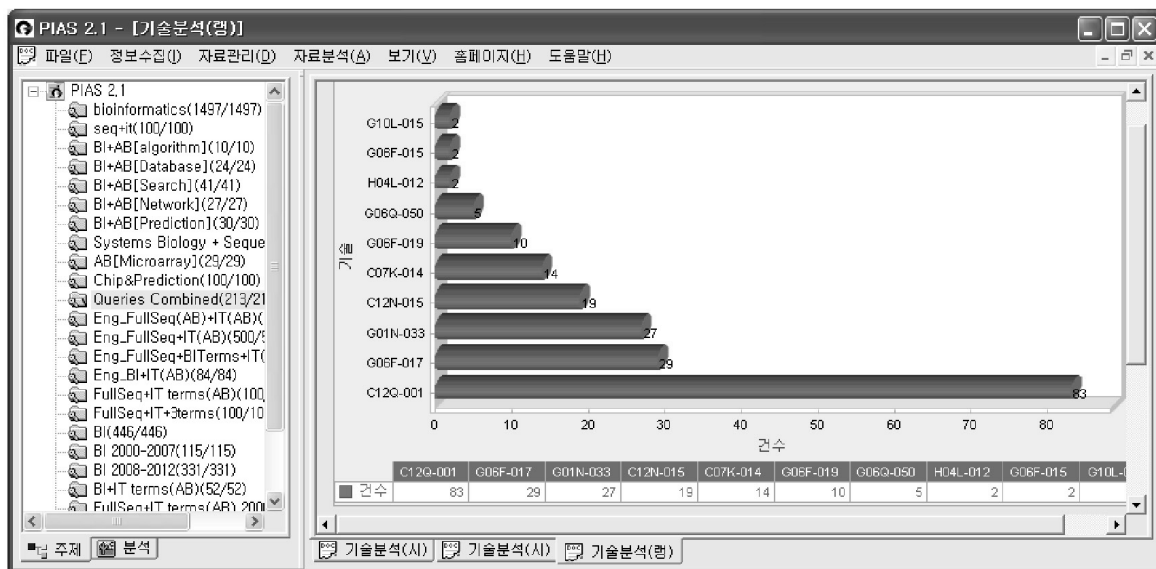 PIAS 2.1 - [기술분석(랭)]
파일(F) 정보수집(I) 자료관리(D) 자료분석(A) 보기(V) 홈페이지(H) 도움말(H)
PIAS 2.1
bioinformatics(1497/1497)
seq+it(100/100)
BI+AB[algorithm](10/10)
BI+AB[Database](24/24)
BI+AB[Search](41/41)
BI+AB[Network](27/27)
BI+AB[Prediction](30/30)
Systems Biology + Seque
AB[Microarray](29/29)
Chip&Prediction(100/100)
Queries Combined(213/21
Eng_FullSeq(AB)+IT(AB)(
Eng_FullSeq+IT(AB)(500/5
Eng_FullSeq+BITerms+IT(
Eng_BI+IT(AB)(84/84)
FullSeq+IT terms(AB)(100,
FullSeq+IT+3terms(100/10
BI(446/446)
BI 2000-2007(115/115)
BI 2008-2012(331/331)
BI+IT terms(AB)(52/52)
FullSeq+IT terms(AB) 200
주제 분석
기술
G10L-015 2
G06F-015 2
H04L-012 2
G06Q-050 5
G06F-019 10
C07K-014 14
C12N-015 19
G01N-033 27
G06F-017 29
C12Q-001 83
0 10 20 30 40 50 60 70 80
건수
C12Q-001 G06F-017 G01N-033 C12N-015 C07K-014 G06F-019 G06Q-050 H04L-012 G06F-015 G10L-0
건수 83 29 27 19 14 10 5 2 2
기술분석(시) 기술분석(시) 기술분석(랭)